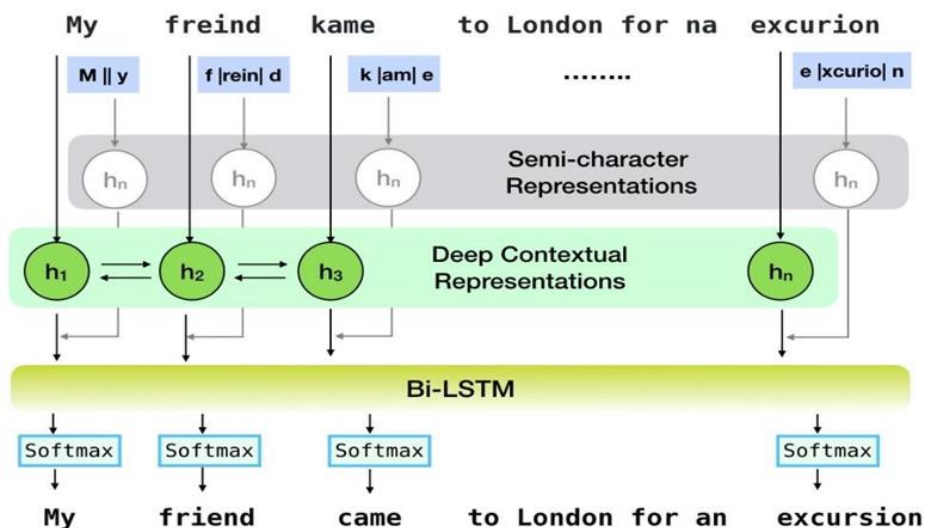 My freind kame to London for na excurion
M || y f |rein| d k |am| e ........ e |xcurio| n
hn hn hn Semi-character Representations hn
h1 h2 h3 Deep Contextual Representations hn
Bi-LSTM
Softmax Softmax Softmax Softmax
My friend came to London for an excursion